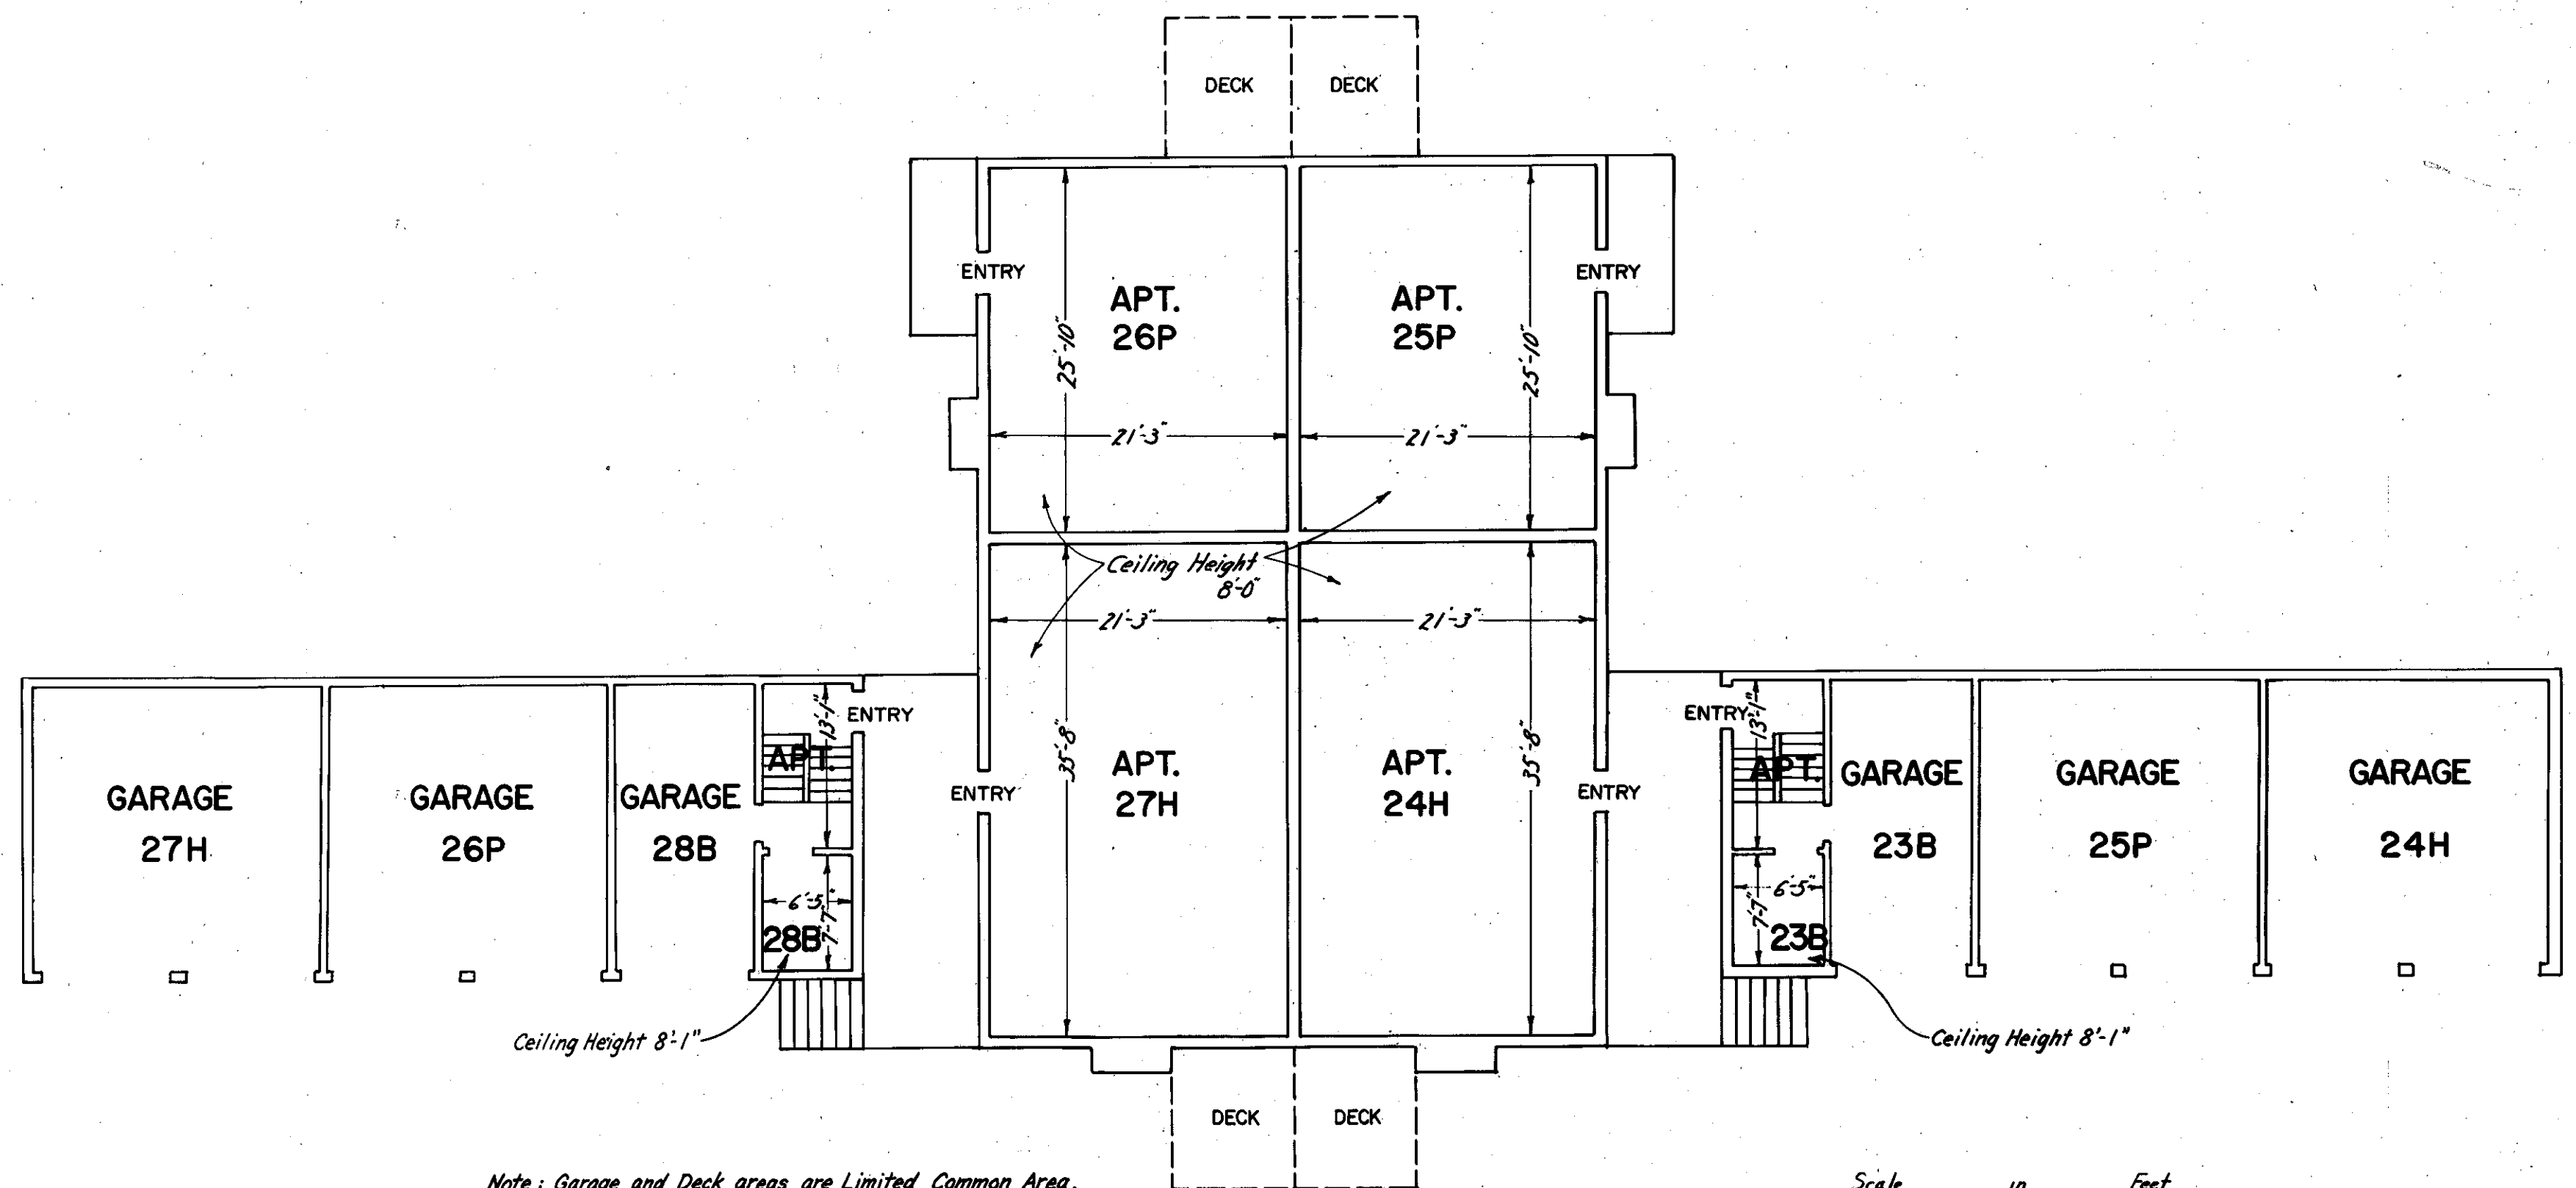 DECK DECK
ENTRY ENTRY
APT. APT.
26P 25P
25'-10" 25'-10"
21'-3" 21'-3"
Ceiling Height
8'-0"
21'-3" 21'-3"
ENTRY 13'-1" ENTRY 13'-1"
35'-8" 35'-8"
APT. APT. APT. APT.
ENTRY ENTRY
27H 24H
GARAGE GARAGE GARAGE GARAGE GARAGE GARAGE
27H 26P 28B 23B 25P 24H
6'-5" 7'-7" 6'-5" 7'-7"
28B 23B
Ceiling Height 8'-1" Ceiling Height 8'-1"
DECK DECK
Note: Garage and Deck areas are Limited Common Area.
Scale in Feet